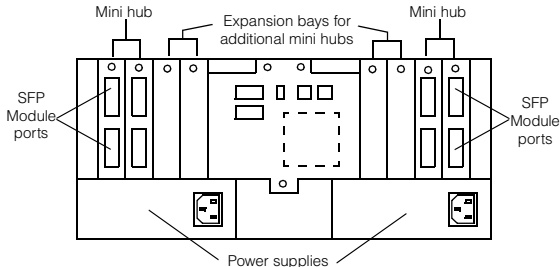 Mini hub
Expansion bays for
additional mini hubs
Mini hub
SFP
Module
ports
SFP
Module
ports
Power supplies